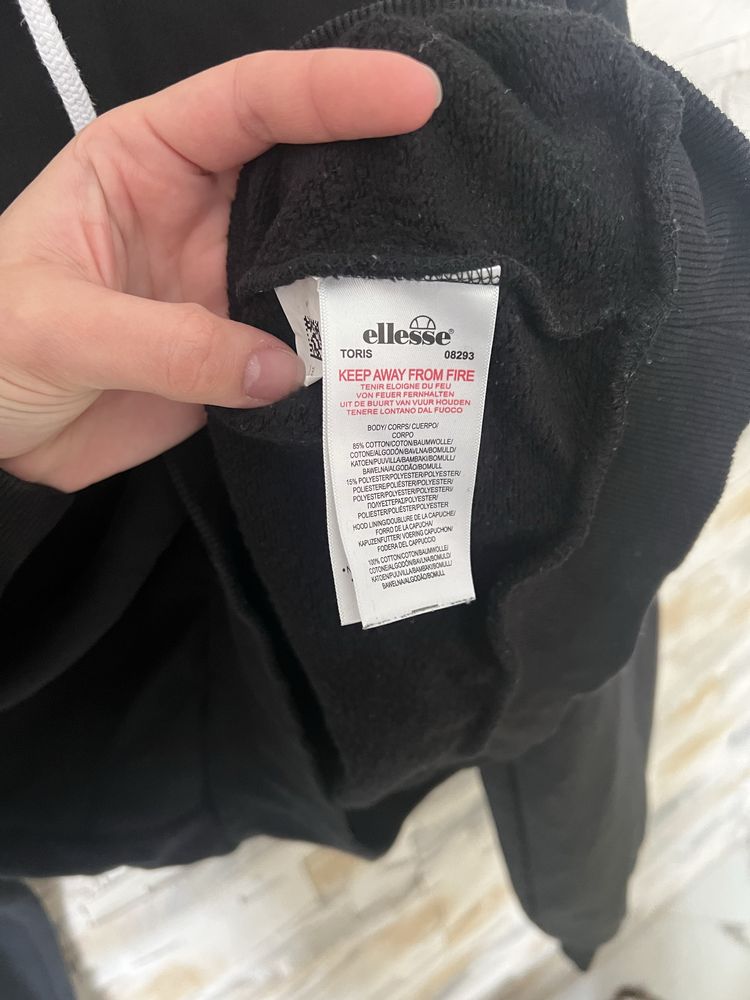 ellesse®
TORIS 08293
KEEP AWAY FROM FIRE
TENIR ELOIGNE DU FEU
VON FEUER FERNHALTEN
UIT DE BUURT VAN VUUR HOUDEN
TENERE LONTANO DAL FUOCO
BODY/ CORPS/ CUERPO/
CORPO
85% COTTON/COTON/BAUMWOLLE/
COTONE/ALGODÓN/BAVLNA/BOMULD/
KATOEN/PUUVILLA/BAMBAKI/BOMULL/
BAWELNA/ALGODÃO/BOMULL
15% POLYESTER/POLYESTER/POLYESTER/
POLIESTERE/POLIÉSTER/POLYESTER/
POLYESTER/POLYESTER/POLYESTERI/
ΠΟΛΥΕΣΤΕΡΑΣ/POLYESTER/
POLIESTER/POLIÉSTER/POLYESTER
HOOD LINING/DOUBLURE DE LA CAPUCHE/
FORRO DE LA CAPUCHA/
KAPUZENFUTTER/ VOERING CAPUCHON/
FODERA DEL CAPPUCCIO
100% COTTON/COTON/BAUMWOLLE/
COTONE/ALGODÓN/BAVLNA/BOMULD/
KATOEN/PUUVILLA/BAMBAKI/BOMULL/
BAWELNA/ALGODÃO/BOMULL